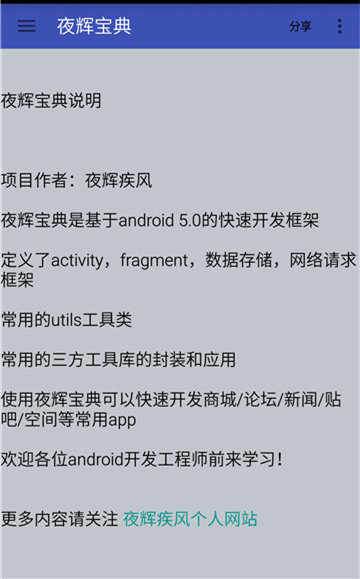 夜辉宝典
分享
夜辉宝典说明
项目作者：夜辉疾风
夜辉宝典是基于android 5.0的快速开发框架
定义了activity，fragment，数据存储，网络请求
框架
常用的utils工具类
常用的三方工具库的封装和应用
使用夜辉宝典可以快速开发商城/论坛/新闻/贴
吧/空间等常用app
欢迎各位android开发工程师前来学习！
更多内容请关注 夜辉疾风个人网站